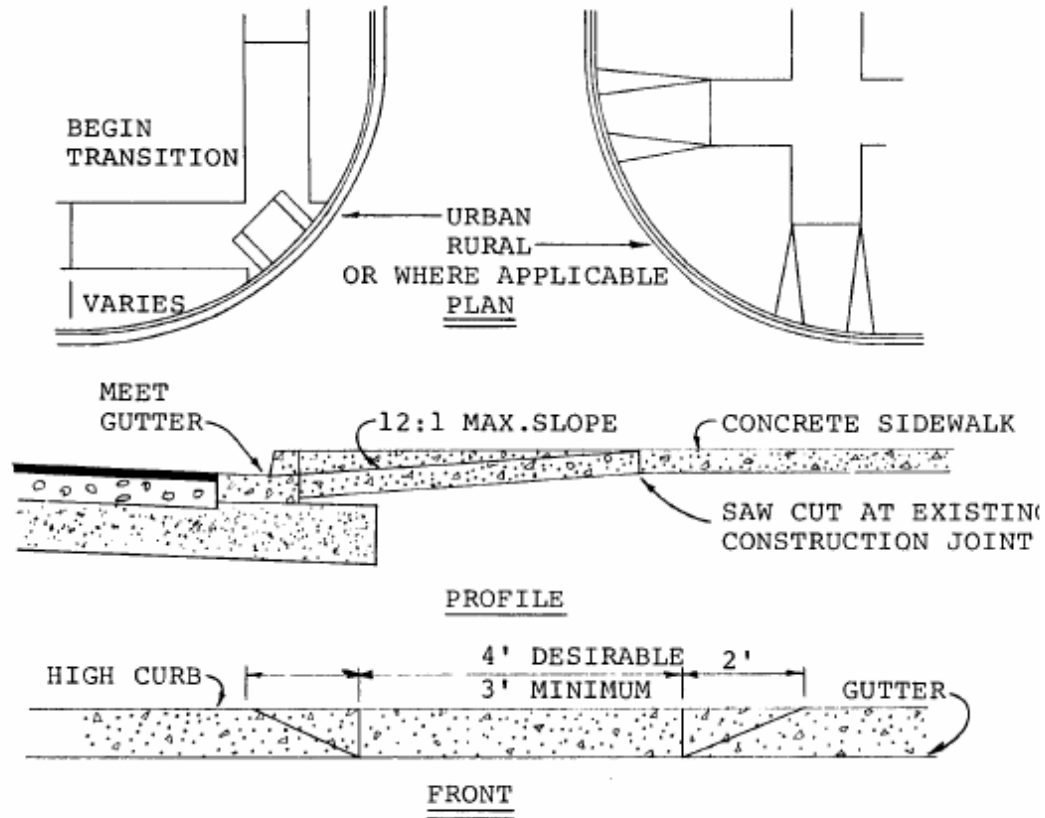 BEGIN
TRANSITION
URBAN
RURAL
OR WHERE APPLICABLE
VARIES
PLAN
MEET
GUTTER
12:1 MAX.SLOPE
CONCRETE SIDEWALK
SAW CUT AT EXISTING
CONSTRUCTION JOINT
PROFILE
HIGH CURB
4' DESIRABLE
3' MINIMUM
2'
GUTTER
FRONT